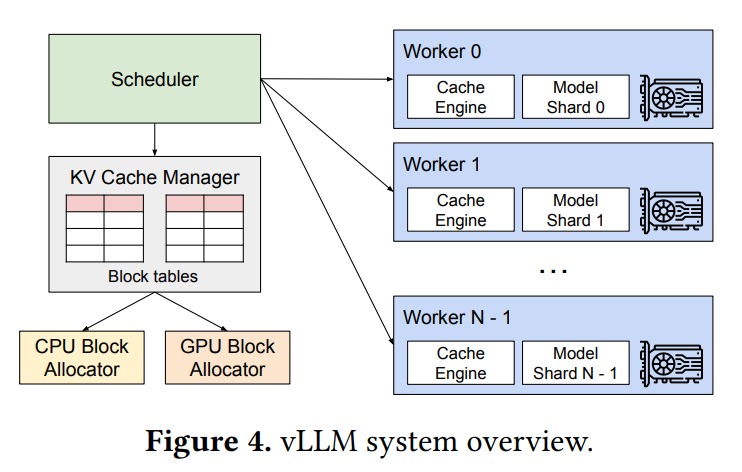 Scheduler
KV Cache Manager
Block tables
CPU Block
Allocator
GPU Block
Allocator
Worker 0
Cache
Engine
Model
Shard 0
Worker 1
Cache
Engine
Model
Shard 1
...
Worker N - 1
Cache
Engine
Model
Shard N - 1
Figure 4. vLLM system overview.